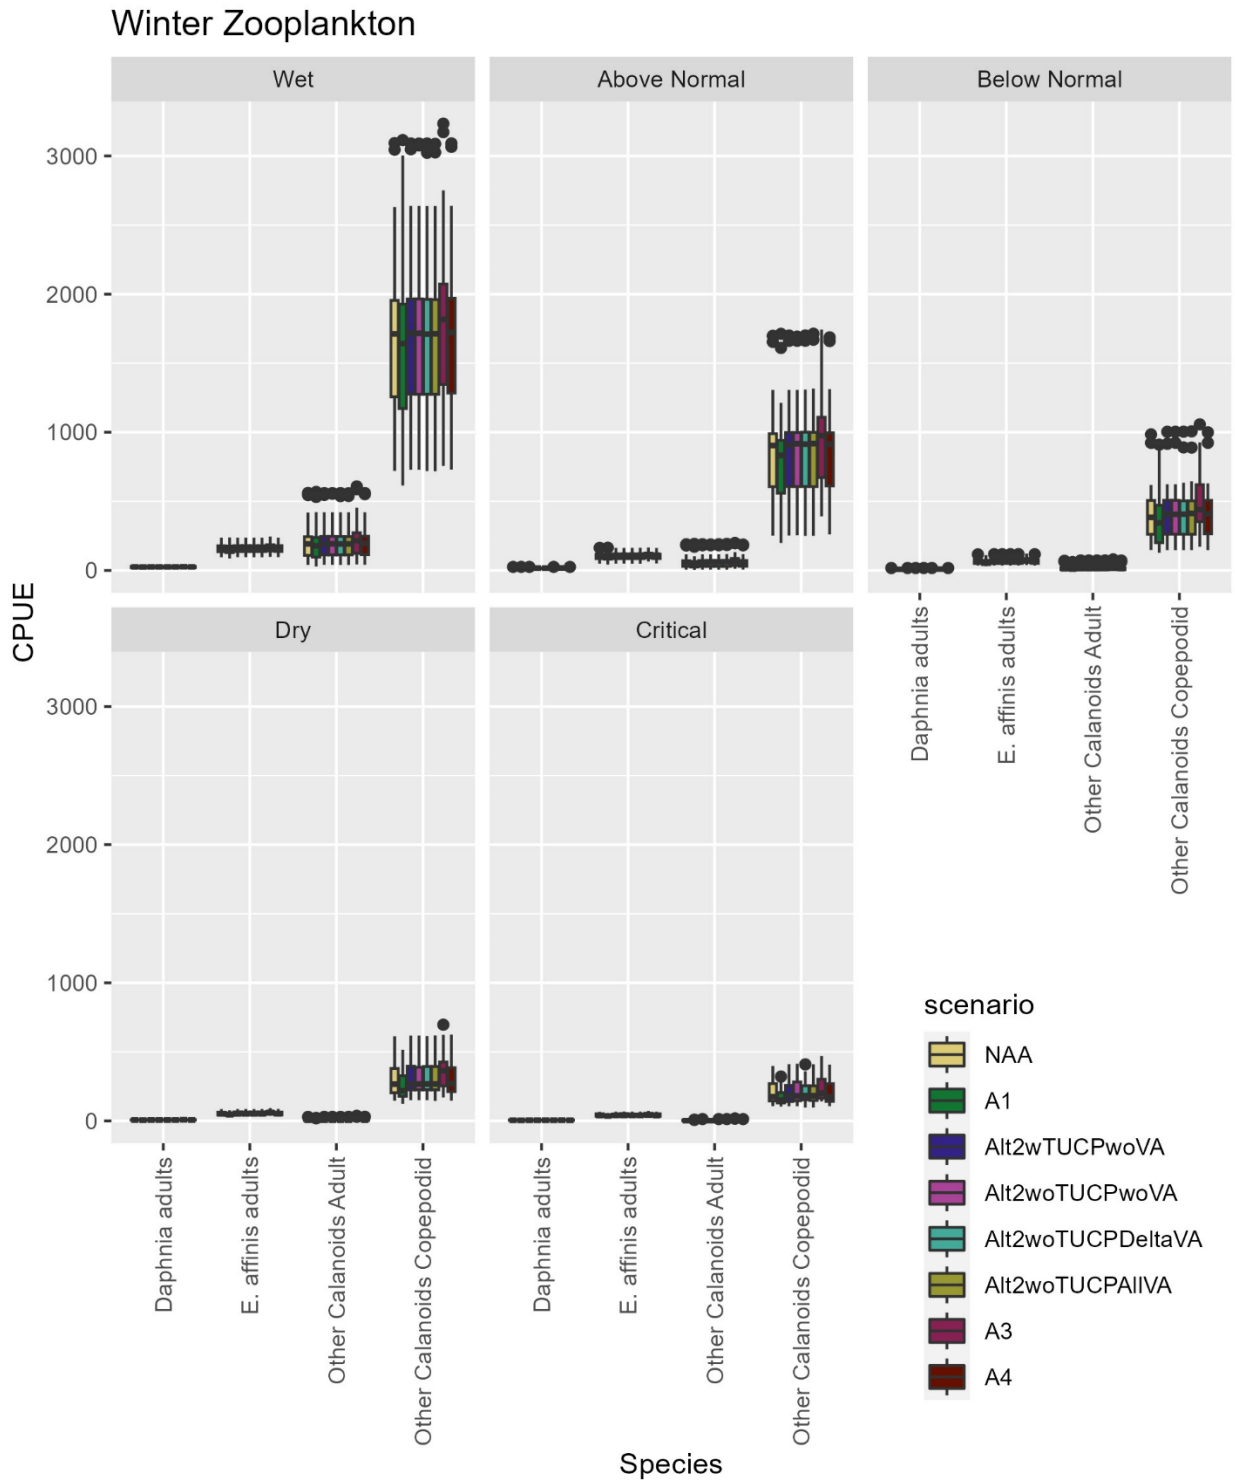 Winter Zooplankton
Wet
Above Normal
Below Normal
3000
2000
1000
0
CPUE
Daphnia adults
E. affinis adults
Other Calanoids Adult
Other Calanoids Copepodid
Dry
Critical
3000
2000
1000
0
Daphnia adults
E. affinis adults
Other Calanoids Adult
Other Calanoids Copepodid
Daphnia adults
E. affinis adults
Other Calanoids Adult
Other Calanoids Copepodid
scenario
NAA
A1
Alt2wTUCPwoVA
Alt2woTUCPwoVA
Alt2woTUCPDeltaVA
Alt2woTUCPAllVA
A3
A4
Species